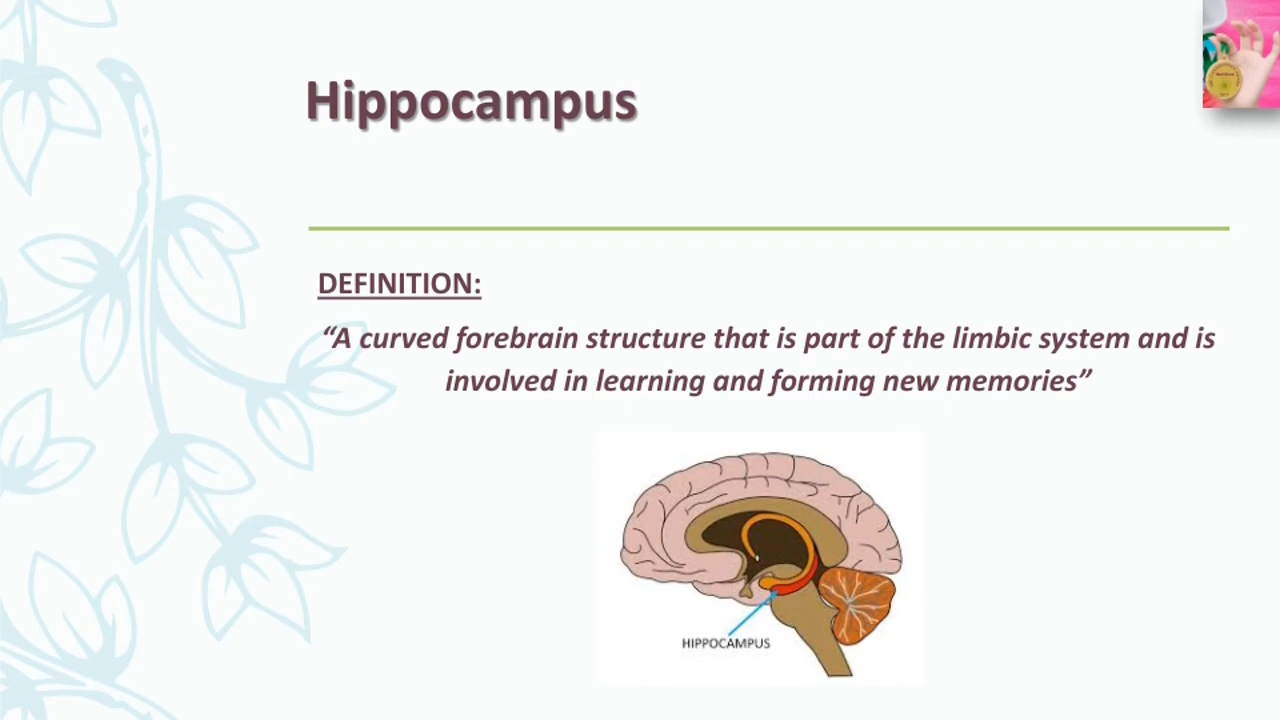 Hippocampus
DEFINITION:
“A curved forebrain structure that is part of the limbic system and is
involved in learning and forming new memories”
HIPPOCAMPUS